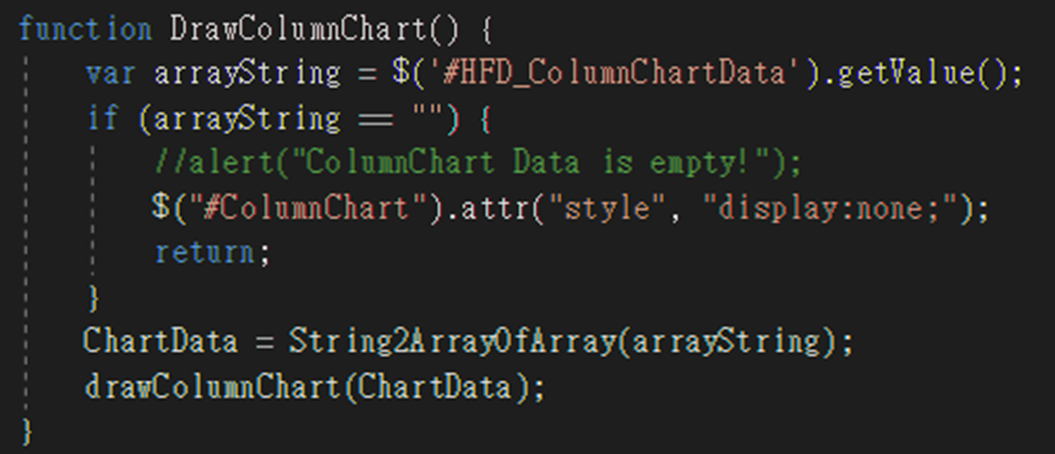 function DrawColumnChart() {
var arrayString = $('#HFD_ColumnChartData').getValue();
if (arrayString == "") {
//alert("ColumnChart Data is empty!");
$("#ColumnChart").attr("style", "display:none;");
return;
}
ChartData = String2ArrayOfArray(arrayString);
drawColumnChart(ChartData);
}